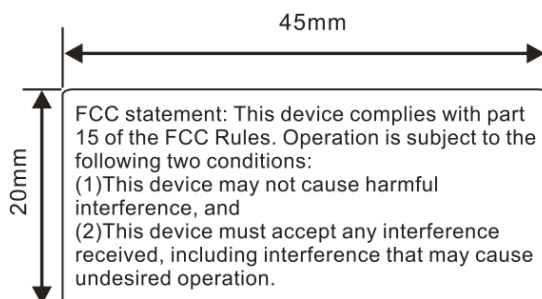 45mm
20mm
FCC statement: This device complies with part
15 of the FCC Rules. Operation is subject to the
following two conditions:
(1)This device may not cause harmful
interference, and
(2)This device must accept any interference
received, including interference that may cause
undesired operation.